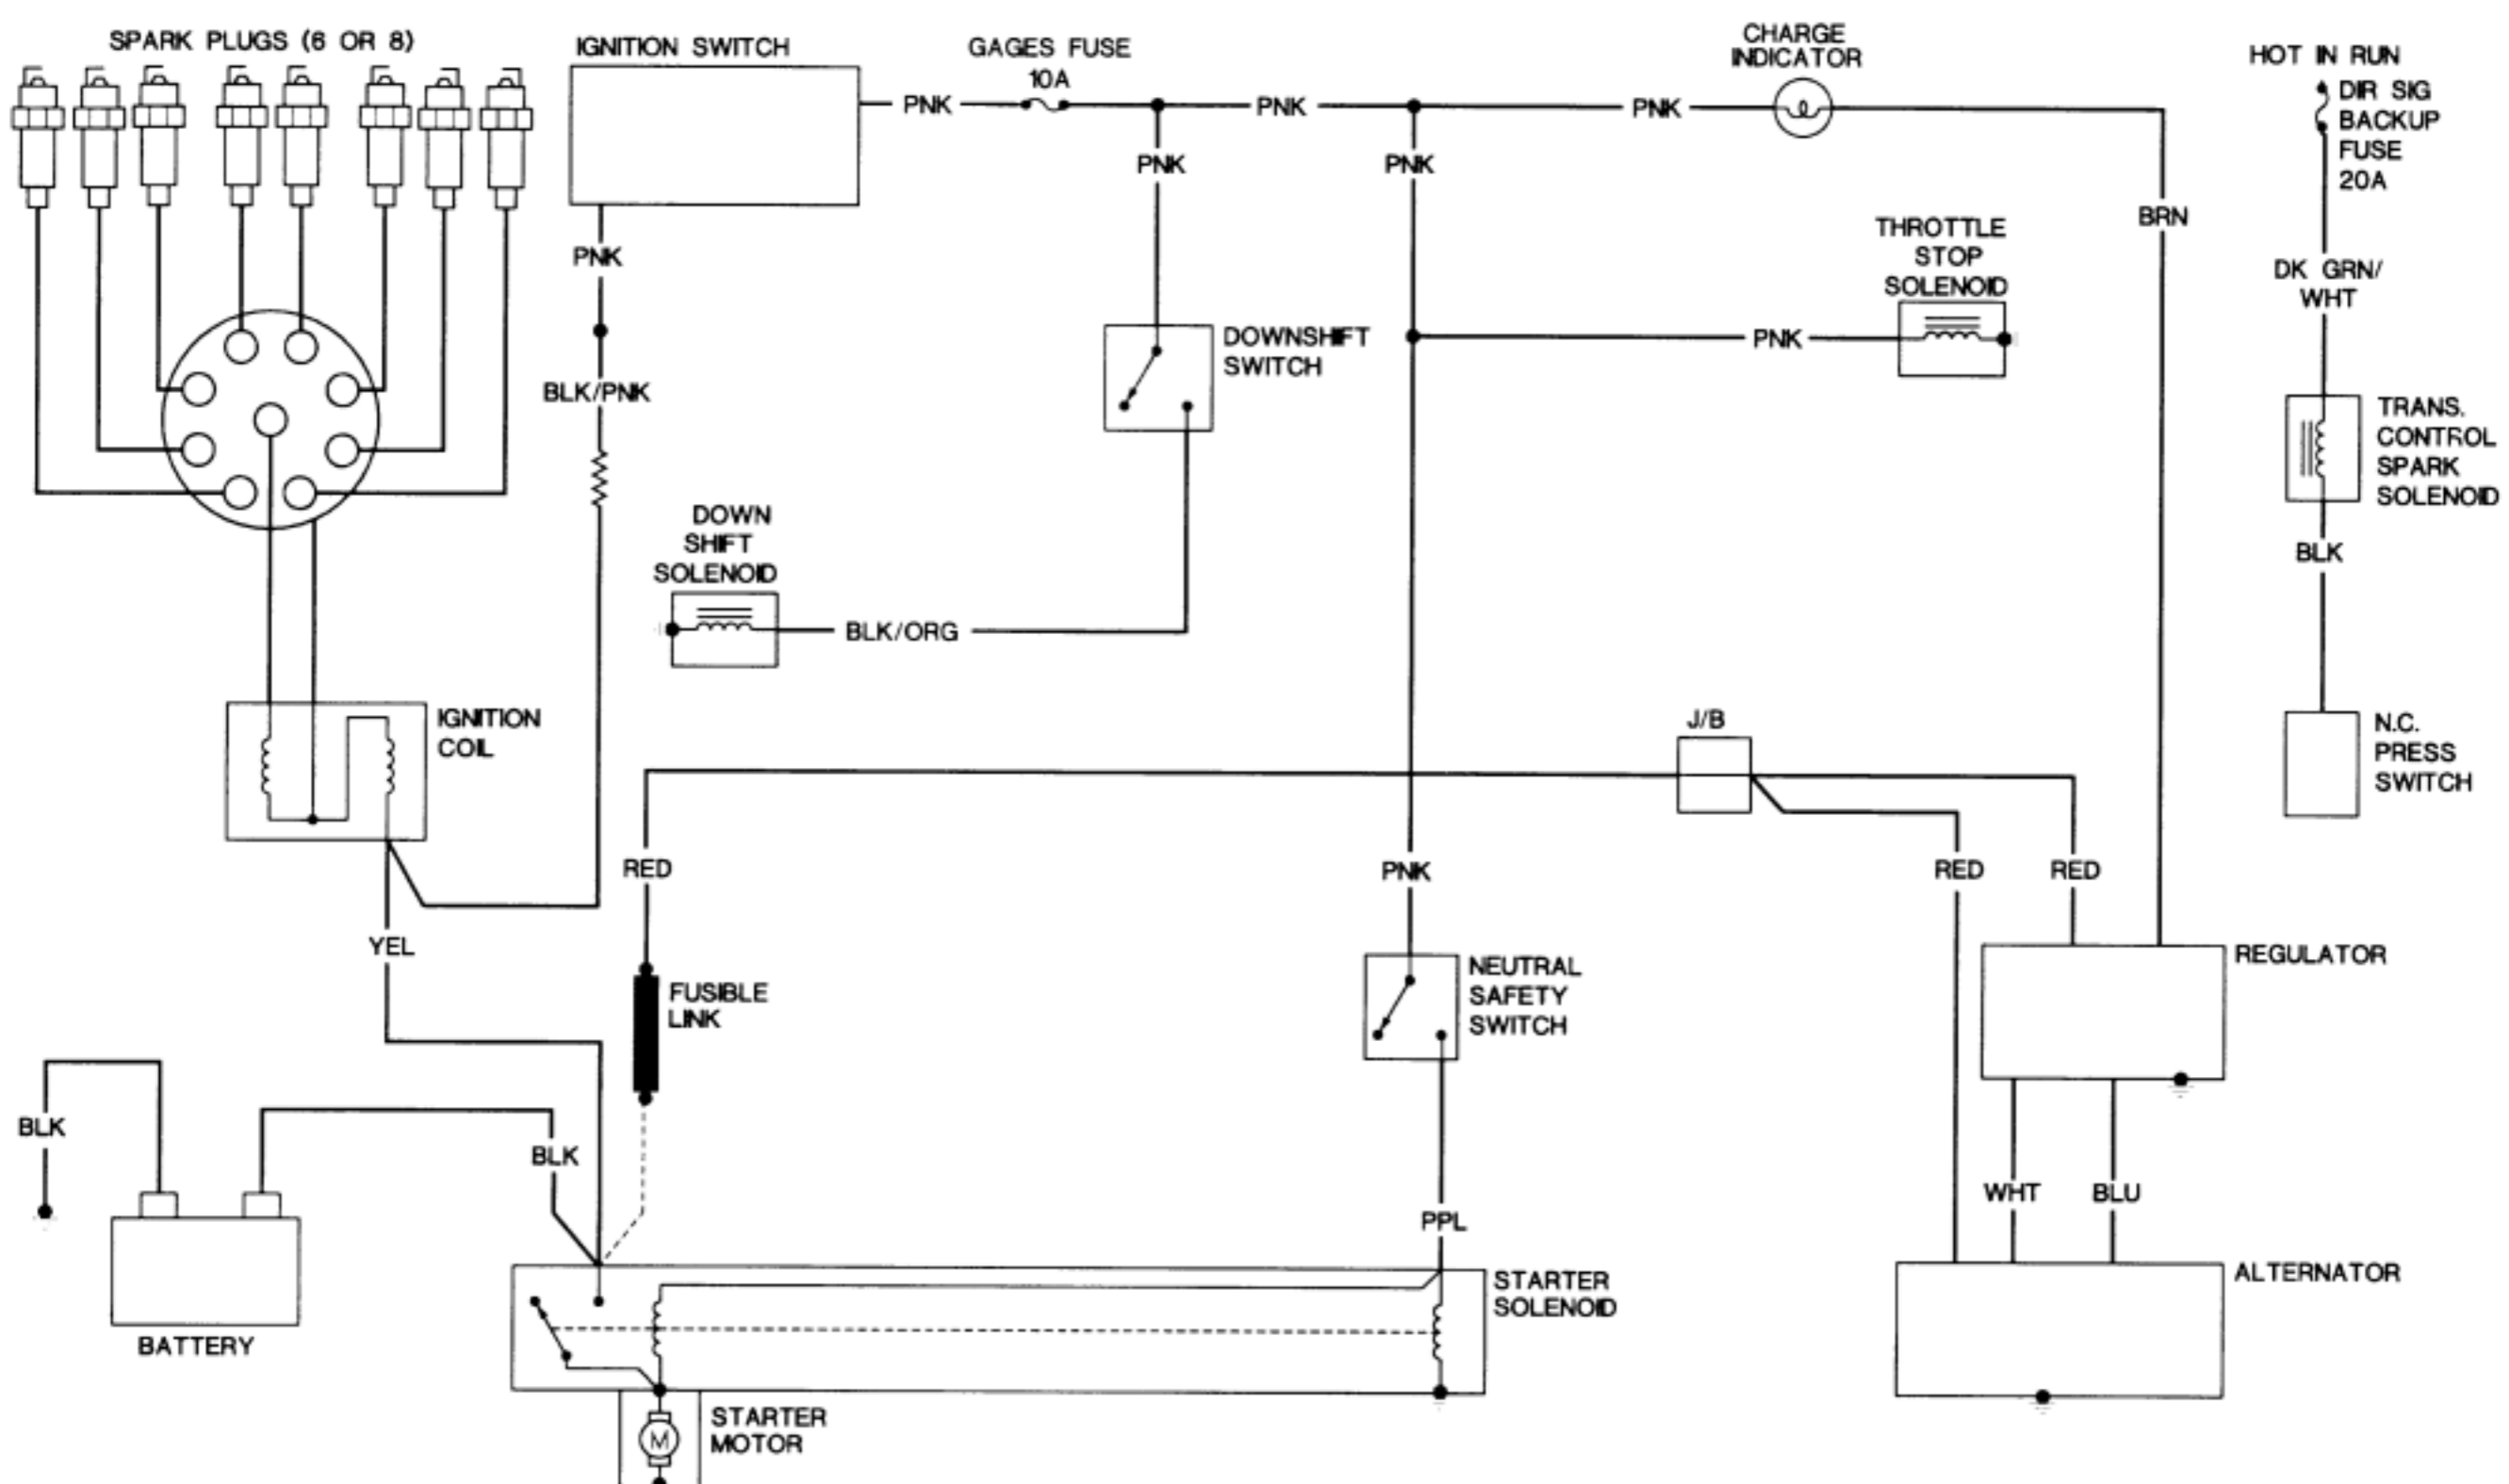 SPARK PLUGS (6 OR 8)
IGNITION SWITCH
GAGES FUSE
10A
CHARGE
INDICATOR
HOT IN RUN
DIR SIG
BACKUP
FUSE
20A
PNK
PNK
PNK
PNK
PNK
BRN
PNK
THROTTLE
STOP
SOLENOID
DK GRN/
WHT
DOWNSHIFT
SWITCH
PNK
BLK/PNK
TRANS.
CONTROL
SPARK
SOLENOID
DOWN
SHIFT
SOLENOID
BLK/ORG
BLK
IGNITION
COIL
J/B
N.C.
PRESS
SWITCH
RED
PNK
RED
RED
YEL
FUSIBLE
LINK
NEUTRAL
SAFETY
SWITCH
REGULATOR
BLK
BLK
WHT
BLU
PPL
BATTERY
STARTER
SOLENOID
ALTERNATOR
STARTER
MOTOR
M